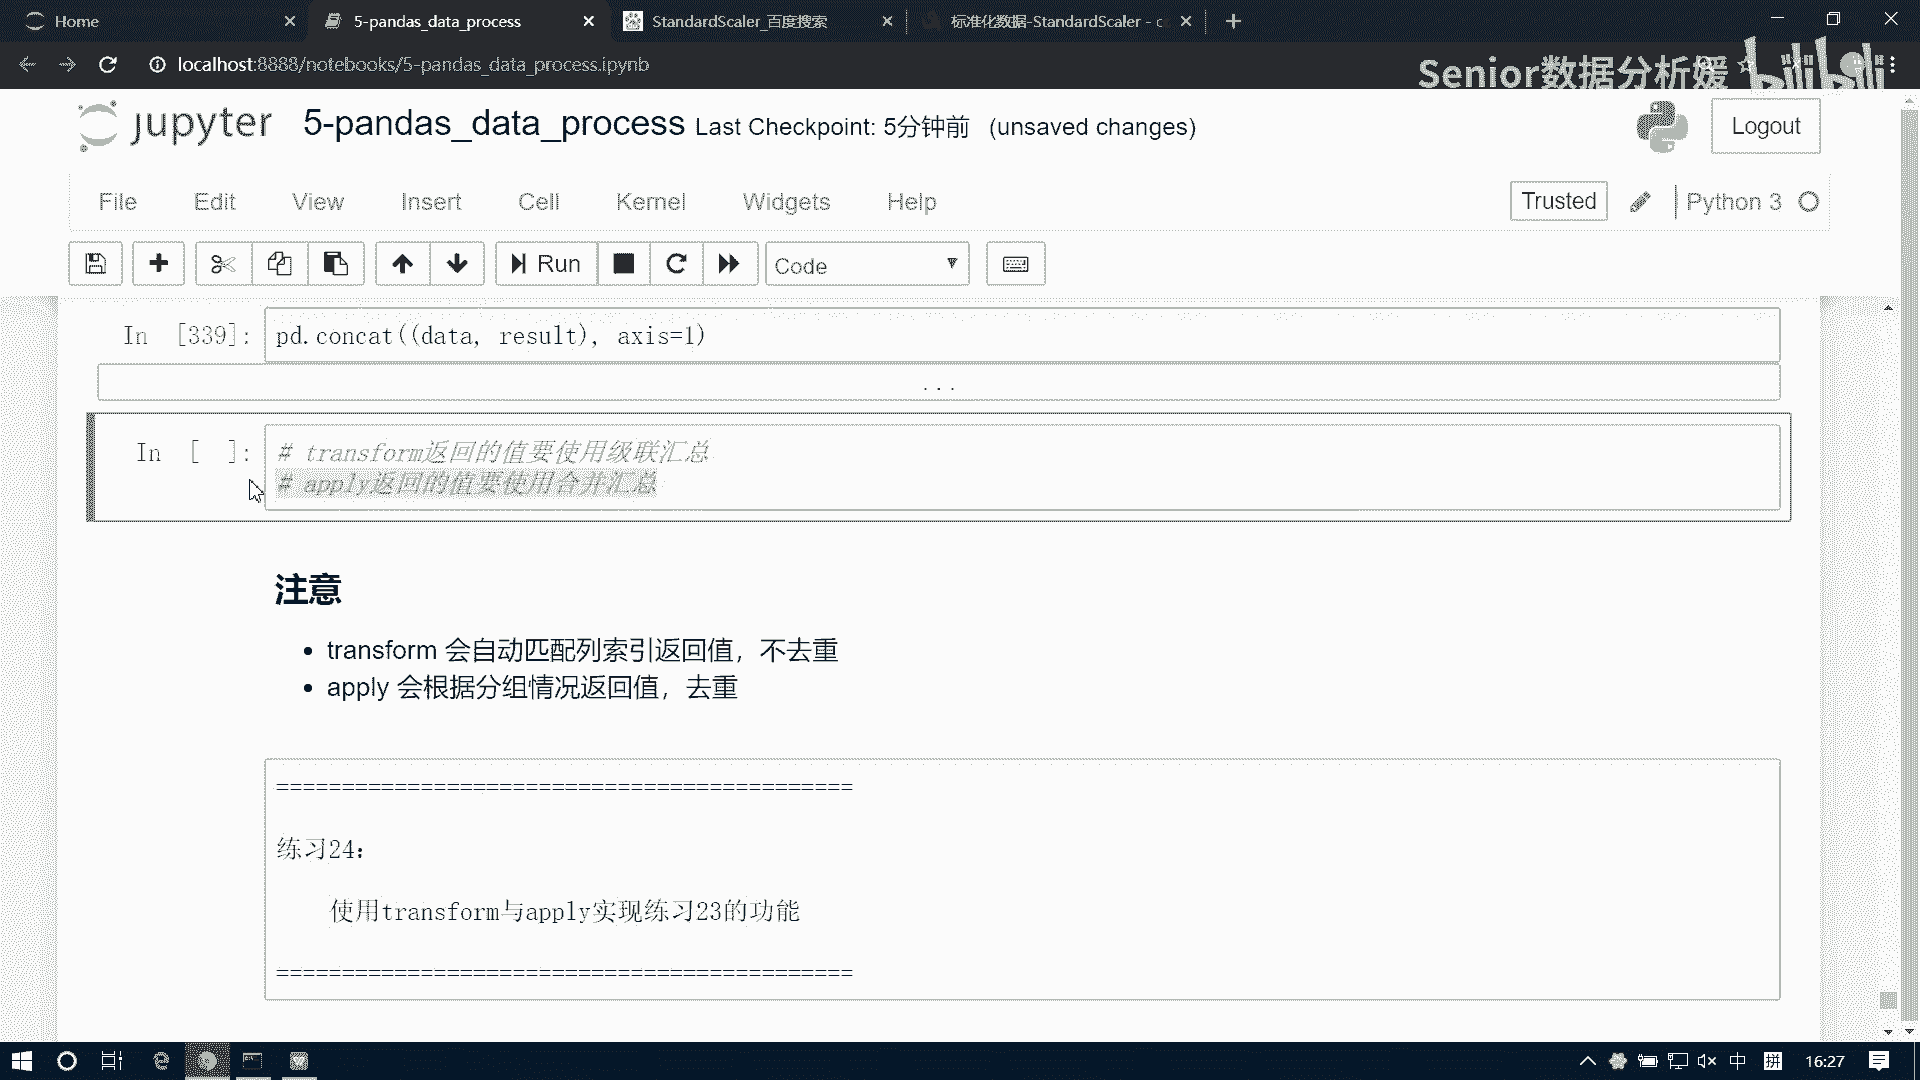 Home
5-pandas_data_process
StandardScaler_百度搜索
标准化数据-StandardScaler - c
localhost:8888/notebooks/5-pandas_data_process.ipynb
Senior数据分析媛
bilibili
jupyter
5-pandas_data_process Last Checkpoint: 5分钟前 (unsaved changes)
Logout
File Edit View Insert Cell Kernel Widgets Help
Trusted
Python 3
Run
Code
In [339]: pd.concat((data, result), axis=1)
...
In [ ]: # transform返回的值要使用级联汇总
# apply返回的值要使用合并汇总
注意
• transform 会自动匹配列索引返回值，不去重
• apply 会根据分组情况返回值，去重
============================================
练习24：
使用transform与apply实现练习23的功能
============================================
中
拼
16:27